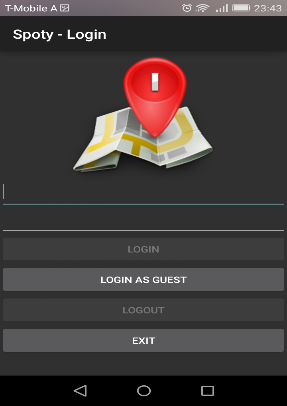 T-Mobile A
23:43
Spoty - Login
LOGIN
LOGIN AS GUEST
LOGOUT
EXIT